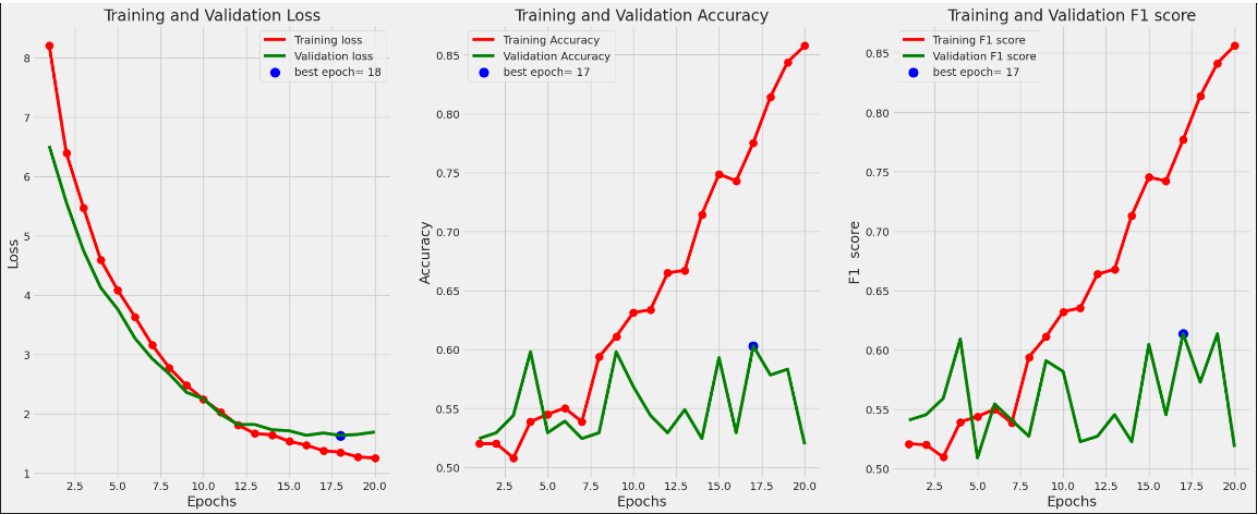 Training and Validation Loss
Training loss
Validation loss
best epoch= 18
8
7
6
5
4
3
2
1
Loss
2.5 5.0 7.5 10.0 12.5 15.0 17.5 20.0
Epochs
Training and Validation Accuracy
Training Accuracy
Validation Accuracy
best epoch= 17
0.85
0.80
0.75
0.70
0.65
0.60
0.55
0.50
Accuracy
2.5 5.0 7.5 10.0 12.5 15.0 17.5 20.0
Epochs
Training and Validation F1 score
Training F1 score
Validation F1 score
best epoch= 17
0.85
0.80
0.75
0.70
0.65
0.60
0.55
0.50
F1 score
2.5 5.0 7.5 10.0 12.5 15.0 17.5 20.0
Epochs